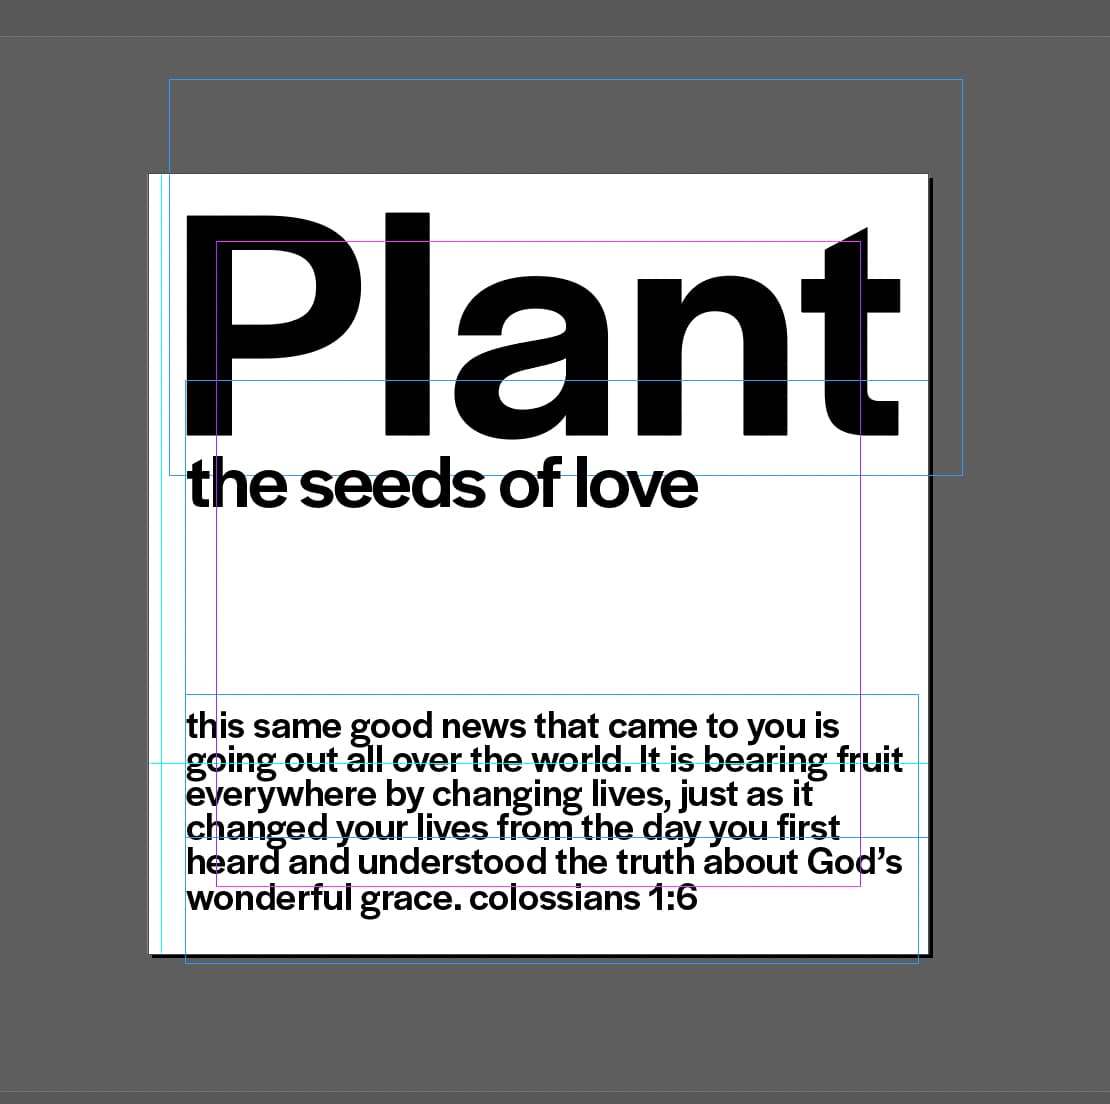 Plant
the seeds of love
this same good news that came to you is
going out all over the world. It is bearing fruit
everywhere by changing lives, just as it
changed your lives from the day you first
heard and understood the truth about God’s
wonderful grace. colossians 1:6